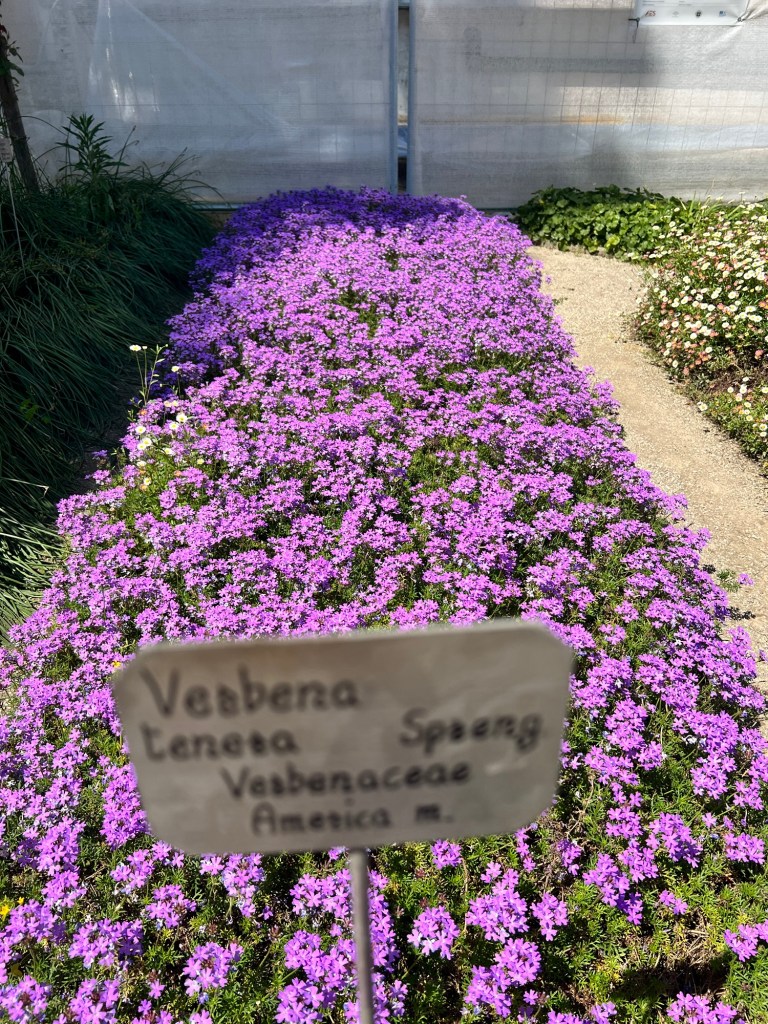 Verbena
tenera Spreng
Verbenaceae
America m.